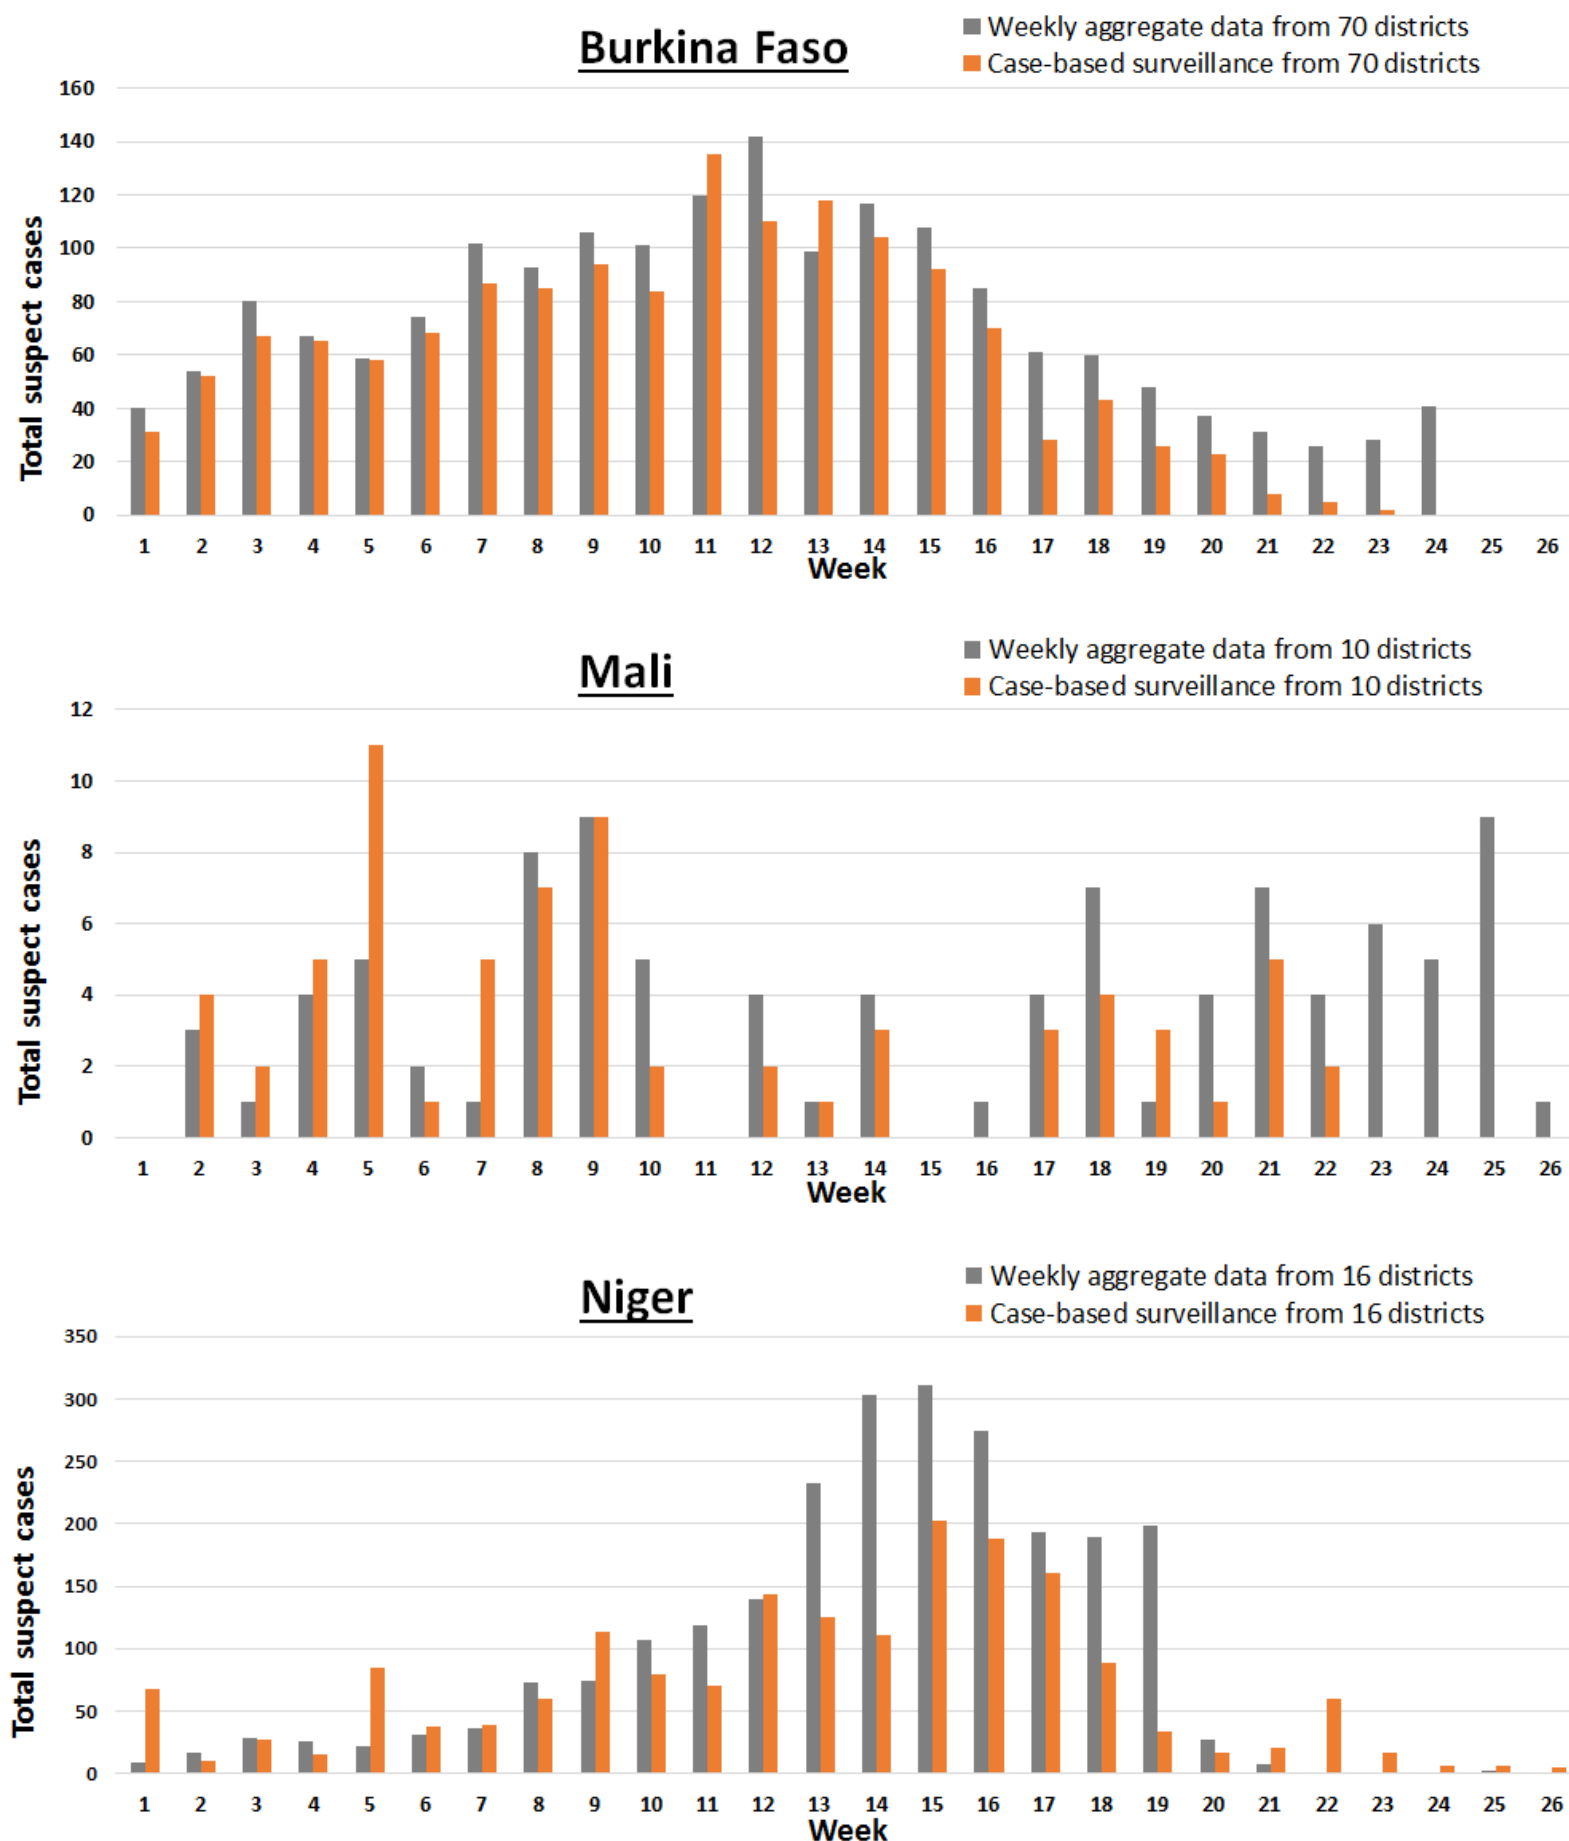 Burkina Faso
Weekly aggregate data from 70 districts
Case-based surveillance from 70 districts
Total suspect cases
160
140
120
100
80
60
40
20
0
1 2 3 4 5 6 7 8 9 10 11 12 13 14 15 16 17 18 19 20 21 22 23 24 25 26
Week
Mali
Weekly aggregate data from 10 districts
Case-based surveillance from 10 districts
Total suspect cases
12
10
8
6
4
2
0
1 2 3 4 5 6 7 8 9 10 11 12 13 14 15 16 17 18 19 20 21 22 23 24 25 26
Week
Niger
Weekly aggregate data from 16 districts
Case-based surveillance from 16 districts
Total suspect cases
350
300
250
200
150
100
50
0
1 2 3 4 5 6 7 8 9 10 11 12 13 14 15 16 17 18 19 20 21 22 23 24 25 26
Week